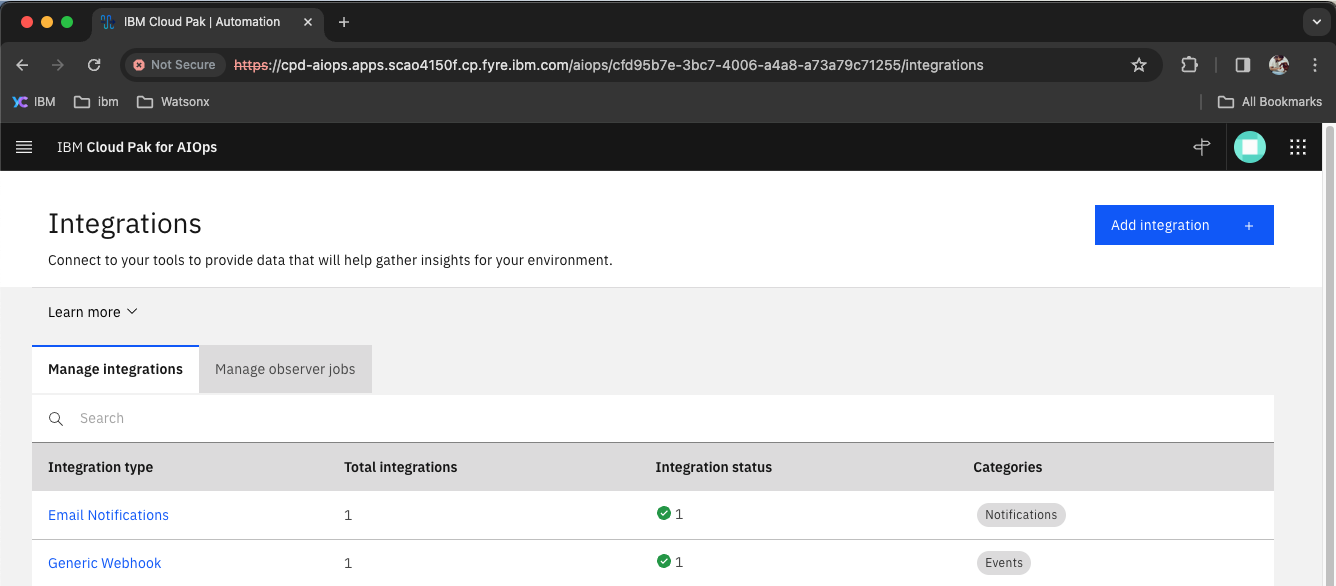 IBM Cloud Pak | Automation
Not Secure https://cpd-aiops.apps.scao4150f.cp.fyre.ibm.com/aiops/cfd95b7e-3bc7-4006-a4a8-a73a79c71255/integrations
IBM ibm Watsonx All Bookmarks
IBM Cloud Pak for AIOps
Integrations
Add integration +
Connect to your tools to provide data that will help gather insights for your environment.
Learn more
Manage integrations Manage observer jobs
Search
Integration type Total integrations Integration status Categories
Email Notifications 1 1 Notifications
Generic Webhook 1 1 Events